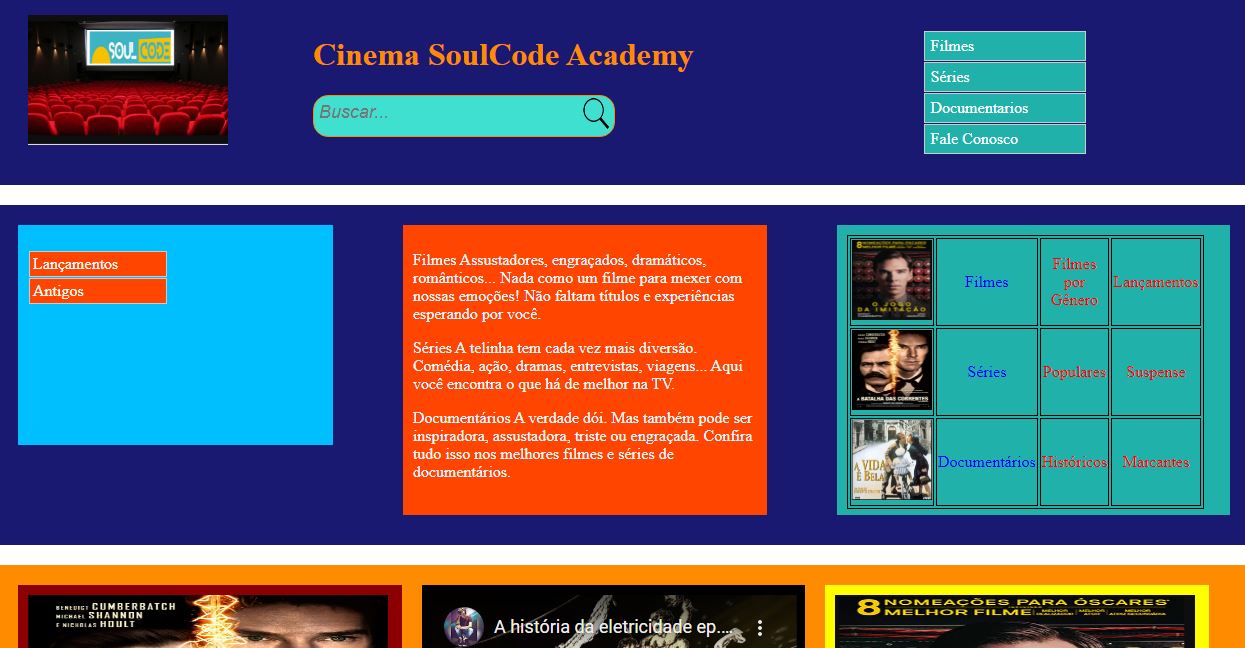 SOUL CODE
Cinema SoulCode Academy
Buscar...
Filmes
Séries
Documentarios
Fale Conosco
Lançamentos
Antigos
Filmes Assustadores, engraçados, dramáticos,
românticos... Nada como um filme para mexer com
nossas emoções! Não faltam títulos e experiências
esperando por você.
Séries A telinha tem cada vez mais diversão.
Comédia, ação, dramas, entrevistas, viagens... Aqui
você encontra o que há de melhor na TV.
Documentários A verdade dói. Mas também pode ser
inspiradora, assustadora, triste ou engraçada. Confira
tudo isso nos melhores filmes e séries de
documentários.
O JOGO
DA IMITAÇÃO
Filmes
Filmes
por
Gênero
Lançamentos
A BATALHA DAS CORRENTES
Séries
Populares
Suspense
A VIDA
É BELA
Documentários
Históricos
Marcantes
BENEDICT CUMBERBATCH
MICHAEL SHANNON
E NICHOLAS HOULT
A história da eletricidade ep....
8 NOMEAÇÕES PARA ÓSCARES
MELHOR FILME